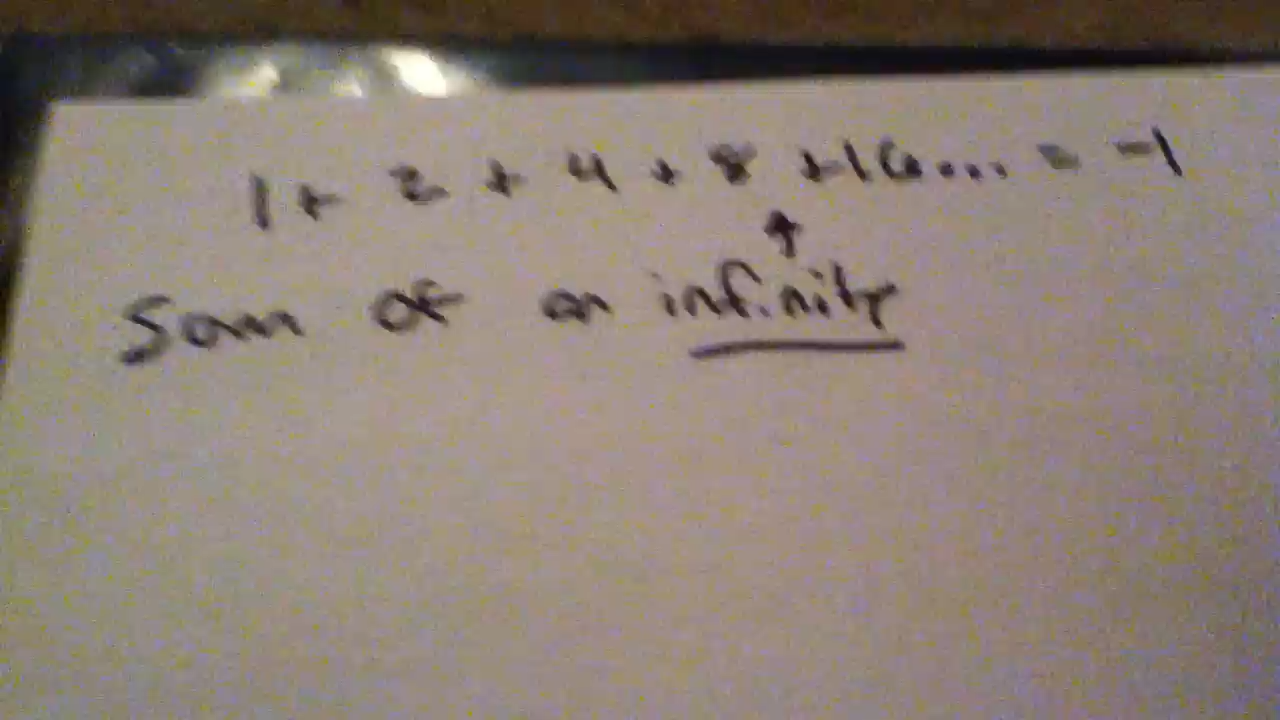 1 + 2 + 4 + 8 + 16... = -1
Sum of an infinity